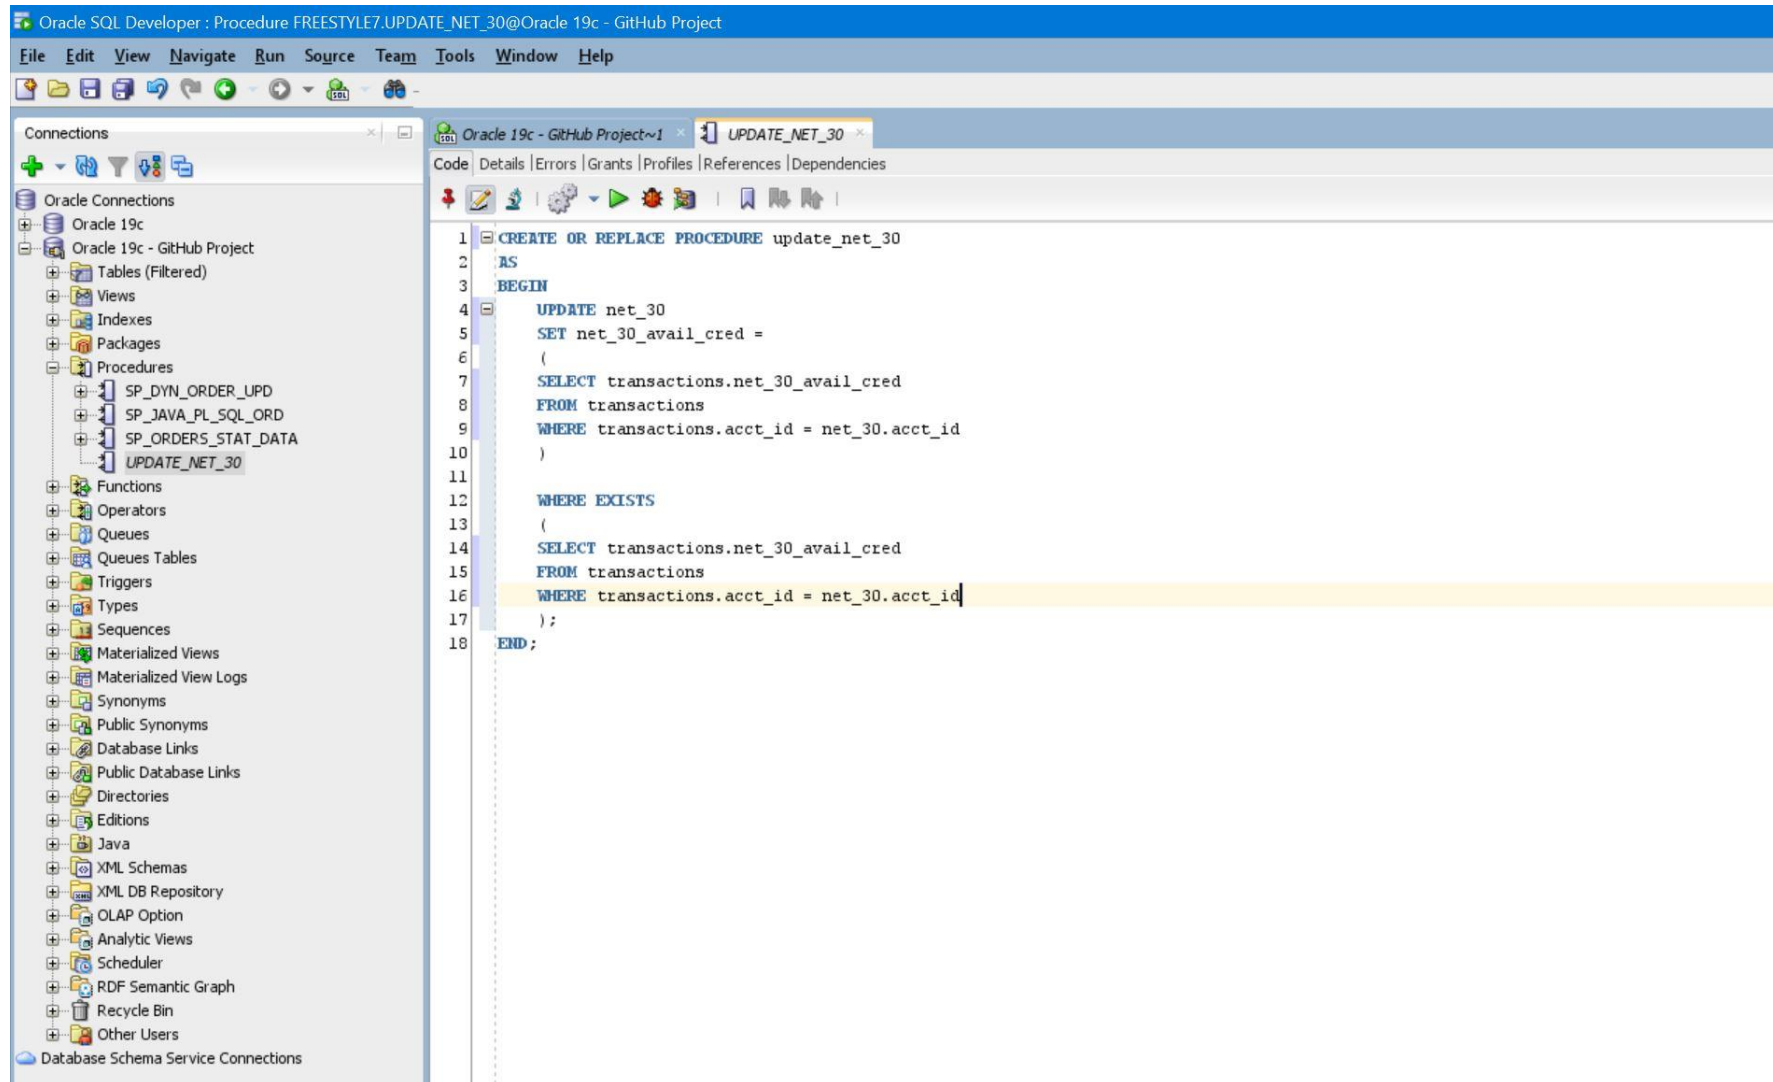 Oracle SQL Developer : Procedure FREESTYLE7.UPDATE_NET_30@Oracle 19c - GitHub Project
File Edit View Navigate Run Source Team Tools Window Help
Connections
Oracle Connections
Oracle 19c
Oracle 19c - GitHub Project
Tables (Filtered)
Views
Indexes
Packages
Procedures
SP_DYN_ORDER_UPD
SP_JAVA_PL_SQL_ORD
SP_ORDERS_STAT_DATA
UPDATE_NET_30
Functions
Operators
Queues
Queues Tables
Triggers
Types
Sequences
Materialized Views
Materialized View Logs
Synonyms
Public Synonyms
Database Links
Public Database Links
Directories
Editions
Java
XML Schemas
XML DB Repository
OLAP Option
Analytic Views
Scheduler
RDF Semantic Graph
Recycle Bin
Other Users
Database Schema Service Connections
Oracle 19c - GitHub Project~1 UPDATE_NET_30
Code Details |Errors |Grants |Profiles |References |Dependencies
1 CREATE OR REPLACE PROCEDURE update_net_30
2 AS
3 BEGIN
4 UPDATE net_30
5 SET net_30_avail_cred =
6 (
7 SELECT transactions.net_30_avail_cred
8 FROM transactions
9 WHERE transactions.acct_id = net_30.acct_id
10 )
11
12 WHERE EXISTS
13 (
14 SELECT transactions.net_30_avail_cred
15 FROM transactions
16 WHERE transactions.acct_id = net_30.acct_id
17 );
18 END;